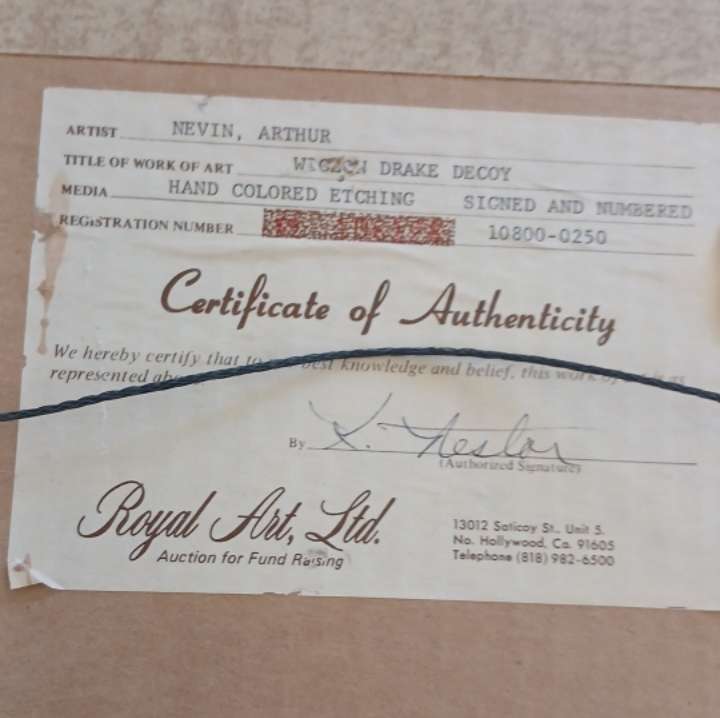 ARTIST NEVIN, ARTHUR
TITLE OF WORK OF ART DRAKE DECOY
MEDIA HAND COLORED ETCHING SIGNED AND NUMBERED
REGISTRATION NUMBER 10800-0250
Certificate of Authenticity
We hereby certify that to best knowledge and belief, this work
represented
By K. Nestor
(Authorized Signature)
Royal Art, Ltd.
Auction for Fund Raising
13012 Saticoy St., Unit 5.
No. Hollywood, Ca. 91605
Telephone (818) 982-6500